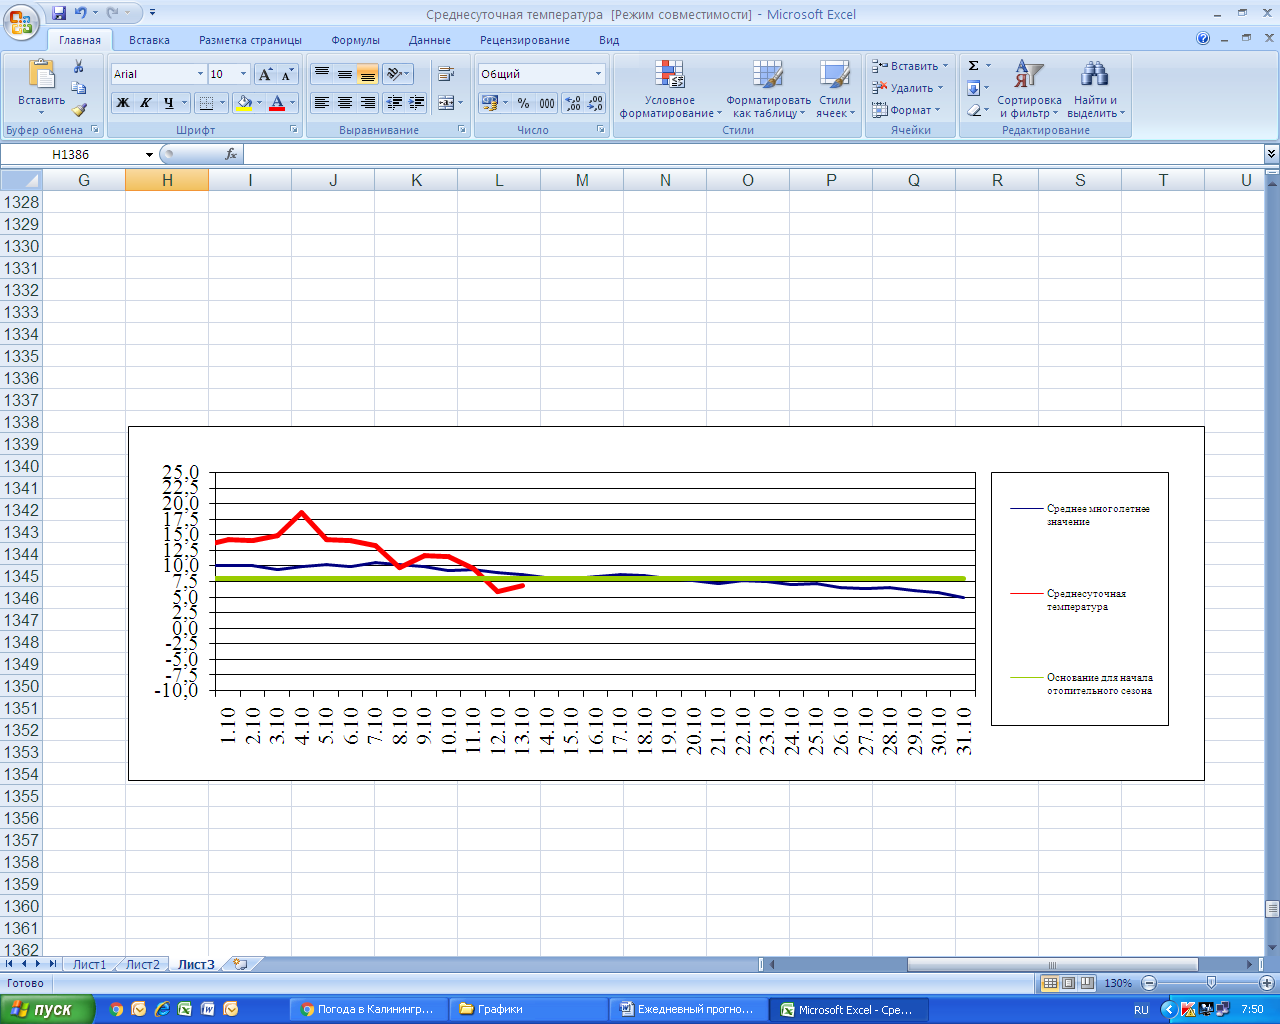 Среднесуточная температура  [Режим совместимости] - Microsoft Excel
Главная Вставка Разметка страницы Формулы Данные Рецензирование Вид
Вставить
Буфер обмена
Arial 10
Ж К Ч
Шрифт
Выравнивание
Общий
% 000
Число
Условное форматирование
Форматировать как таблицу
Стили ячеек
Стили
Вставить
Удалить
Формат
Ячейки
Σ
Сортировка и фильтр
Найти и выделить
Редактирование
H1386 fx
G H I J K L M N O P Q R S T U
1328
1329
1330
1331
1332
1333
1334
1335
1336
1337
1338
1339
1340
1341
1342
1343
1344
1345
1346
1347
1348
1349
1350
1351
1352
1353
1354
1355
1356
1357
1358
1359
1360
1361
1362
25,0
22,5
20,0
17,5
15,0
12,5
10,0
7,5
5,0
2,5
0,0
-2,5
-5,0
-7,5
-10,0
1.10 2.10 3.10 4.10 5.10 6.10 7.10 8.10 9.10 10.10 11.10 12.10 13.10 14.10 15.10 16.10 17.10 18.10 19.10 20.10 21.10 22.10 23.10 24.10 25.10 26.10 27.10 28.10 29.10 30.10 31.10
Среднее многолетнее
значение
Среднесуточная
температура
Основание для начала
отопительного сезона
Лист1 Лист2 Лист3
Готово 130%
пуск Погода в Калинингр... Графики Ежедневный прогно... Microsoft Excel - Сре... RU 7:50